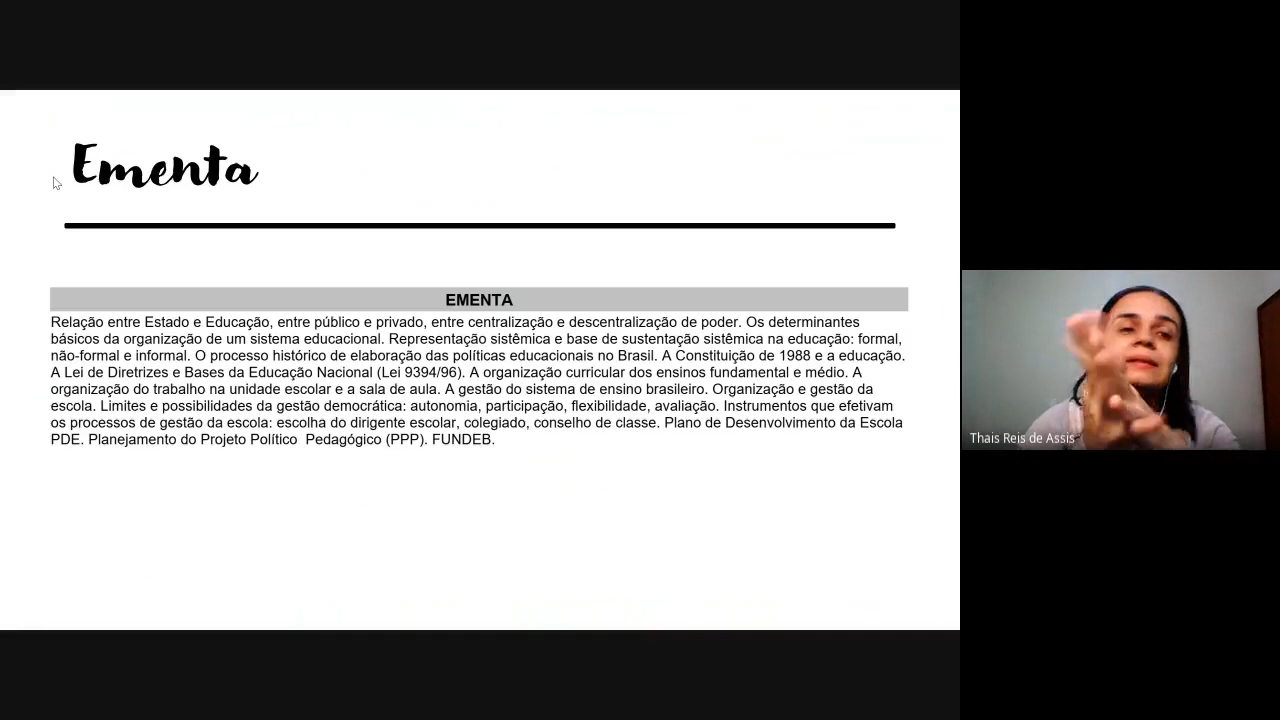 Ementa
EMENTA
Relação entre Estado e Educação, entre público e privado, entre centralização e descentralização de poder. Os determinantes
básicos da organização de um sistema educacional. Representação sistêmica e base de sustentação sistêmica na educação: formal,
não-formal e informal. O processo histórico de elaboração das políticas educacionais no Brasil. A Constituição de 1988 e a educação.
A Lei de Diretrizes e Bases da Educação Nacional (Lei 9394/96). A organização curricular dos ensinos fundamental e médio. A
organização do trabalho na unidade escolar e a sala de aula. A gestão do sistema de ensino brasileiro. Organização e gestão da
escola. Limites e possibilidades da gestão democrática: autonomia, participação, flexibilidade, avaliação. Instrumentos que efetivam
os processos de gestão da escola: escolha do dirigente escolar, colegiado, conselho de classe. Plano de Desenvolvimento da Escola
PDE. Planejamento do Projeto Político  Pedagógico (PPP). FUNDEB.
Thais Reis de Assis